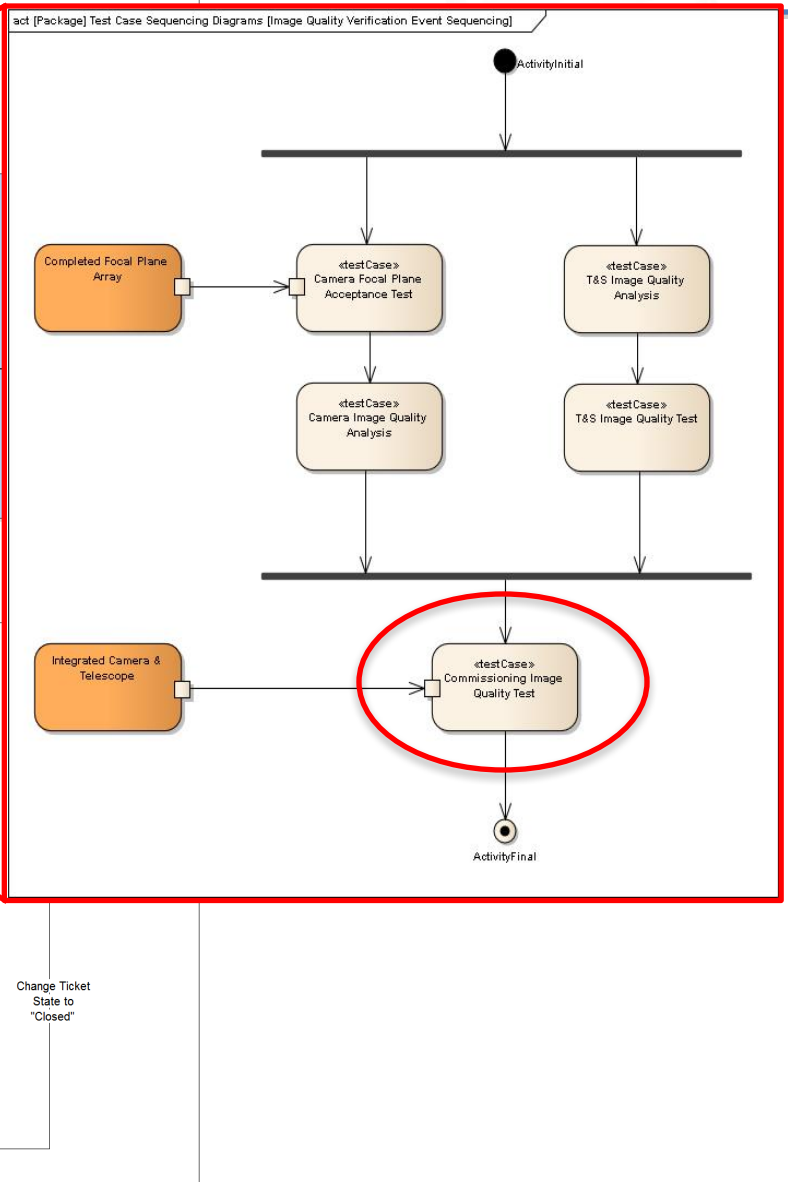 act [Package] Test Case Sequencing Diagrams [Image Quality Verification Event Sequencing]
ActivityInitial
Completed Focal Plane
Array
«testCase»
Camera Focal Plane
Acceptance Test
«testCase»
T&S Image Quality
Analysis
«testCase»
Camera Image Quality
Analysis
«testCase»
T&S Image Quality Test
Integrated Camera &
Telescope
«testCase»
Commissioning Image
Quality Test
ActivityFinal
Change Ticket
State to
"Closed"